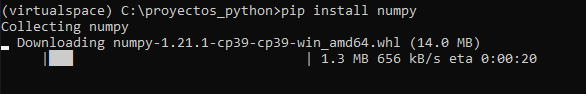 (virtualspace) C:\proyectos_python>pip install numpy
Collecting numpy
Downloading numpy-1.21.1-cp39-cp39-win_amd64.whl (14.0 MB)
|███ | 1.3 MB 656 kB/s eta 0:00:20